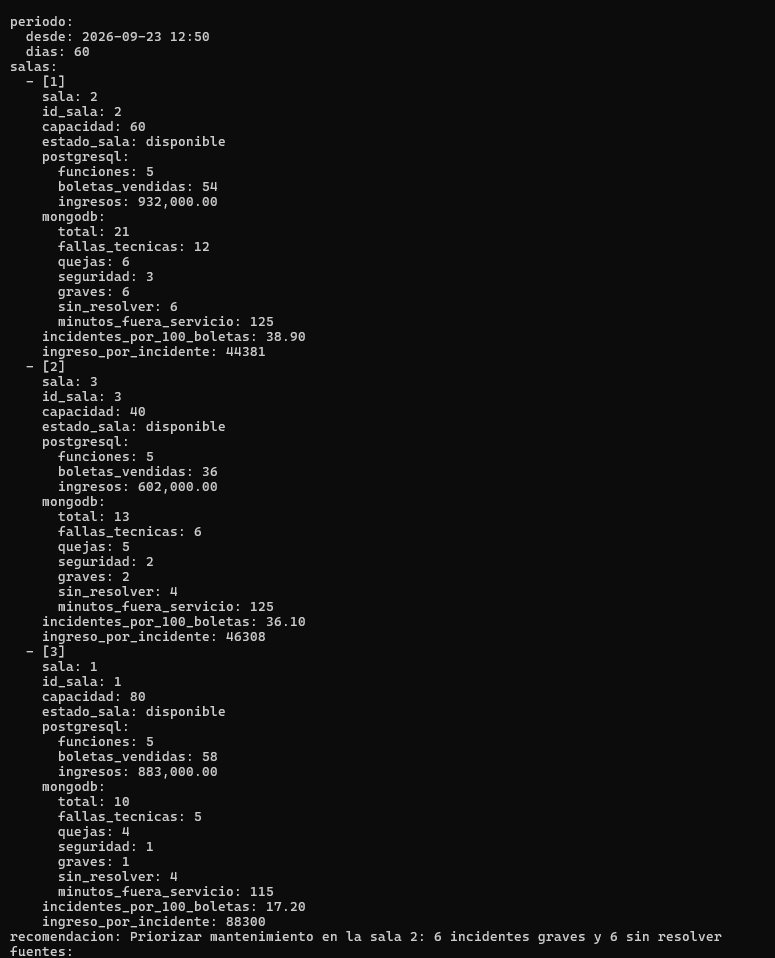 periodo:
  desde: 2026-09-23 12:50
  dias: 60
salas:
  - [1]
    sala: 2
    id_sala: 2
    capacidad: 60
    estado_sala: disponible
    postgresql:
      funciones: 5
      boletas_vendidas: 54
      ingresos: 932,000.00
    mongodb:
      total: 21
      fallas_tecnicas: 12
      quejas: 6
      seguridad: 3
      graves: 6
      sin_resolver: 6
      minutos_fuera_servicio: 125
    incidentes_por_100_boletas: 38.90
    ingreso_por_incidente: 44381
  - [2]
    sala: 3
    id_sala: 3
    capacidad: 40
    estado_sala: disponible
    postgresql:
      funciones: 5
      boletas_vendidas: 36
      ingresos: 602,000.00
    mongodb:
      total: 13
      fallas_tecnicas: 6
      quejas: 5
      seguridad: 2
      graves: 2
      sin_resolver: 4
      minutos_fuera_servicio: 125
    incidentes_por_100_boletas: 36.10
    ingreso_por_incidente: 46308
  - [3]
    sala: 1
    id_sala: 1
    capacidad: 80
    estado_sala: disponible
    postgresql:
      funciones: 5
      boletas_vendidas: 58
      ingresos: 883,000.00
    mongodb:
      total: 10
      fallas_tecnicas: 5
      quejas: 4
      seguridad: 1
      graves: 1
      sin_resolver: 4
      minutos_fuera_servicio: 115
    incidentes_por_100_boletas: 17.20
    ingreso_por_incidente: 88300
recomendacion: Priorizar mantenimiento en la sala 2: 6 incidentes graves y 6 sin resolver
fuentes: